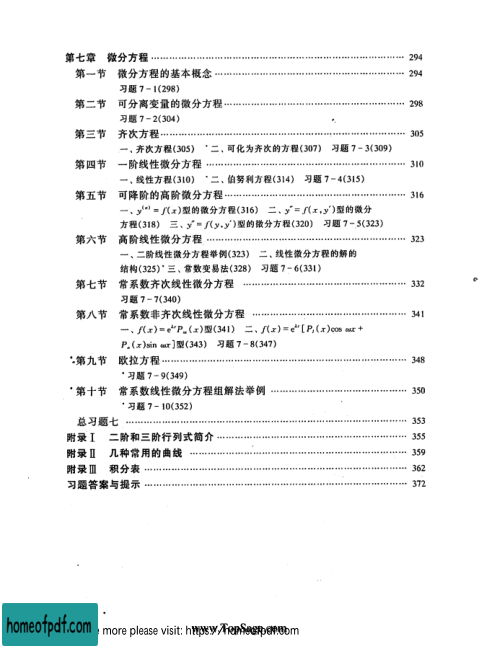 第七章 微分方程 …… 294
第一节 微分方程的基本概念 …… 294
习题 7-1(298)
第二节 可分离变量的微分方程 …… 298
习题 7-2(304)
第三节 齐次方程 …… 305
一、齐次方程(305) *二、可化为齐次的方程(307) 习题 7-3(309)
第四节 一阶线性微分方程 …… 310
一、线性方程(310) *二、伯努利方程(314) 习题 7-4(315)
第五节 可降阶的高阶微分方程 …… 316
一、y⁽ⁿ⁾=f(x)型的微分方程(316) 二、y″=f(x,y′)型的微分
方程(318) 三、y″=f(y,y′)型的微分方程(320) 习题 7-5(323)
第六节 高阶线性微分方程 …… 323
一、二阶线性微分方程举例(323) 二、线性微分方程的解的
结构(325) *三、常数变易法(328) 习题 7-6(331)
第七节 常系数齐次线性微分方程 …… 332
习题 7-7(340)
第八节 常系数非齐次线性微分方程 …… 341
一、f(x)=e^{λx}Pₘ(x)型(341) 二、f(x)=e^{λx}[Pₗ(x)cos ωx+
Pₙ(x)sin ωx]型(343) 习题 7-8(347)
*第九节 欧拉方程 …… 348
*习题 7-9(349)
*第十节 常系数线性微分方程组解法举例 …… 350
*习题 7-10(352)
总习题七 …… 353
附录Ⅰ 二阶和三阶行列式简介 …… 355
附录Ⅱ 几种常用的曲线 …… 359
附录Ⅲ 积分表 …… 362
习题答案与提示 …… 372
homeofpdf.com
more please visit: https://homeofpdf.com
www.TopSage.com